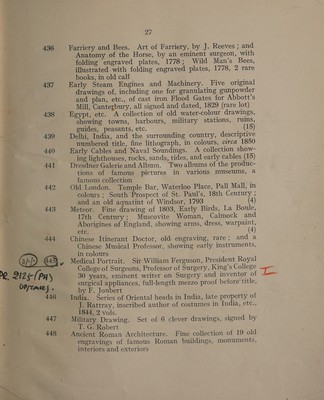 27
436 Farriery and Bees. Art of Farriery, by J. Reeves; and
Anatomy of the Horse, by an eminent surgeon, with
folding engraved plates, 1778; Wild Man's Bees,
illustrated with folding engraved plates, 1778, 2 rare
books, in old calf
437 Early Steam Engines and Machinery. Five original
drawings of, including one for granulating gunpowder
and plan, etc., of cast iron Flood Gates for Abbott's
Mill, Cantebury, all signed and dated, 1829 (rare lot)
438 Egypt, etc. A collection of old water-colour drawings,
showing towns, harbours, military stations, ruins,
guides, peasants, etc. (18)
439 Delhi, India, and the surrounding country, descriptive
numbered title, fine lithograph, in colours, circa 1850
440 Early Cables and Naval Soundings. A collection show-
ing lighthouses, rocks, sands, tides, and early cables (15)
441 Dresdner Galerie and Album. Two albums of the produc-
tions of famous pictures in various museums, a
famous collection
442 Old London. Temple Bar, Waterloo Place, Pall Mall, in
colours; South Prospect of St. Paul's, 18th Century;
and an old aquatint of Windsor, 1793 (4)
443 Meteor. Fine drawing of 1803, Early Birds, La Boule,
17th Century; Muscovite Woman, Calmock and
Aborigines of England, showing arms, dress, warpaint,
etc. (4)
444 Chinese Itinerant Doctor, old engraving, rare; and a
Chinese Musical Professor, showing early instruments,
in colours
445 Medical Portrait. Sir William Ferguson, President Royal
College of Surgeons, Professor of Surgery, King's College
30 years, eminent writer on Surgery and inventor of
surgical appliances, full-length mezzo proof before title,
by F. Jonbert
446 India. Series of Oriental heads in India, late property of
J. Rattray, inscribed author of costumes in India, etc.,
1844, 2 vols.
447 Military Drawing. Set of 6 clever drawings, signed by
T. G. Robert
448 Ancient Roman Architecture. Fine collection of 19 old
engravings of famous Roman buildings, monuments,
interiors and exteriors